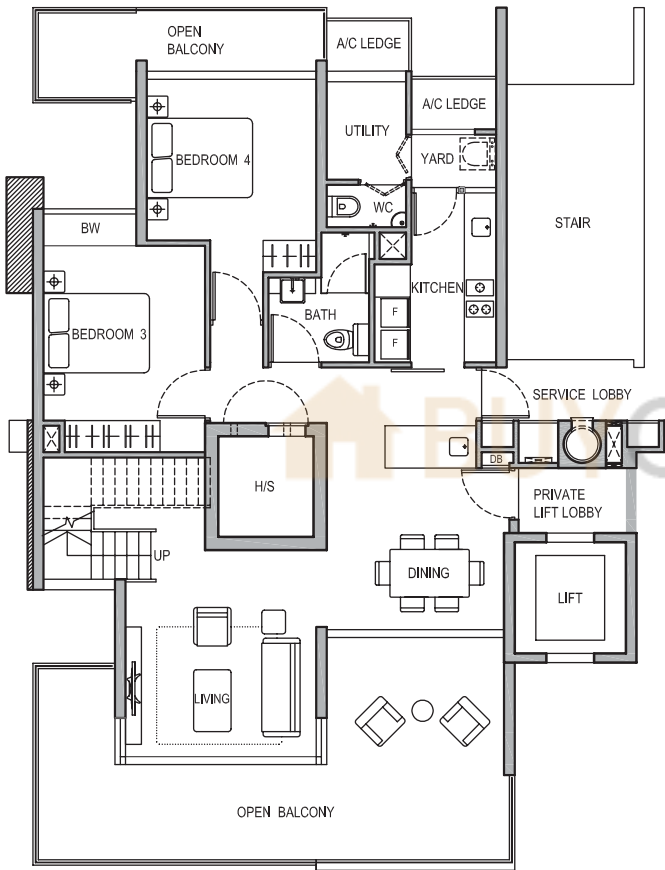 OPEN
BALCONY
A/C LEDGE
A/C LEDGE
UTILITY
BEDROOM 4
YARD
WC
BW
STAIR
KITCHEN
BATH
F
F
BEDROOM 3
SERVICE LOBBY
BUY
DB
H/S
PRIVATE
LIFT LOBBY
UP
DINING
LIFT
LIVING
OPEN BALCONY